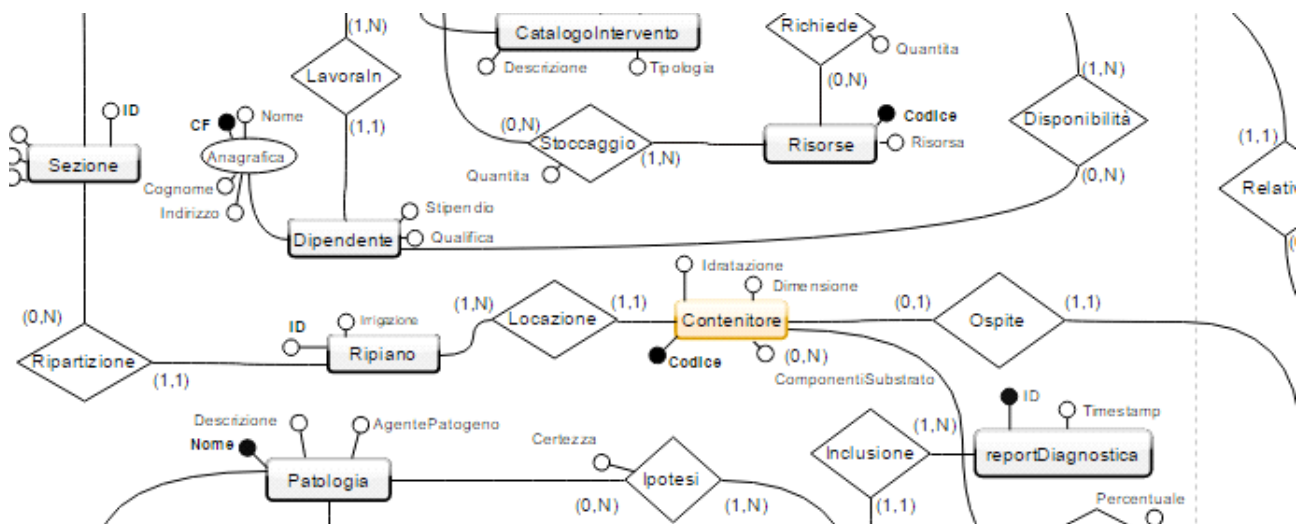 (1,N)
CatalogoIntervento
Richiede
Quantita
Descrizione
Tipologia
LavoraIn
(0,N)
(1,N)
ID
Nome
CF
(1,1)
(0,N)
Codice
Disponibilità
Stoccaggio
Risorse
Risorsa
(1,1)
Sezione
Anagrafica
(1,N)
Quantita
(0,N)
Cognome
Indirizzo
Stipendio
Dipendente
Qualifica
Idratazione
Dimensione
(0,N)
(1,N)
Locazione
(1,1)
Contenitore
(0,1)
Ospite
(1,1)
ID
Irrigazione
Ripartizione
Ripiano
(1,1)
Codice
(0,N)
ComponentiSubstrato
Descrizione
AgentePatogeno
ID
Timestamp
Nome
Certezza
(1,N)
Inclusione
reportDiagnostica
Patologia
Ipotesi
(0,N)
(1,N)
(1,1)
Percentuale